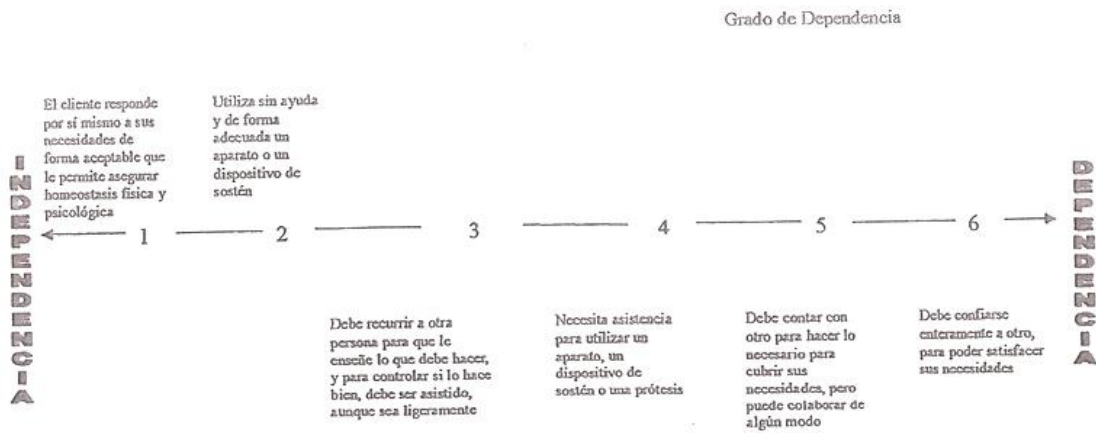 Grado de Dependencia
El cliente responde
por sí mismo a sus
necesidades de
forma aceptable que
le permite asegurar
homeostasis física y
psicológica
Utiliza sin ayuda
y de forma
adecuada un
aparato o un
dispositivo de
sostén
INDEPENDENCIA
1
2
3
4
5
6
DEPENDENCIA
Debe recurrir a otra
persona para que le
enseñe lo que debe hacer,
y para controlar si lo hace
bien, debe ser asistido,
aunque sea ligeramente
Necesita asistencia
para utilizar un
aparato, un
dispositivo de
sostén o una prótesis
Debe contar con
otro para hacer lo
necesario para
cubrir sus
necesidades, pero
puede colaborar de
algún modo
Debe confiarse
enteramente a otro,
para poder satisfacer
sus necesidades